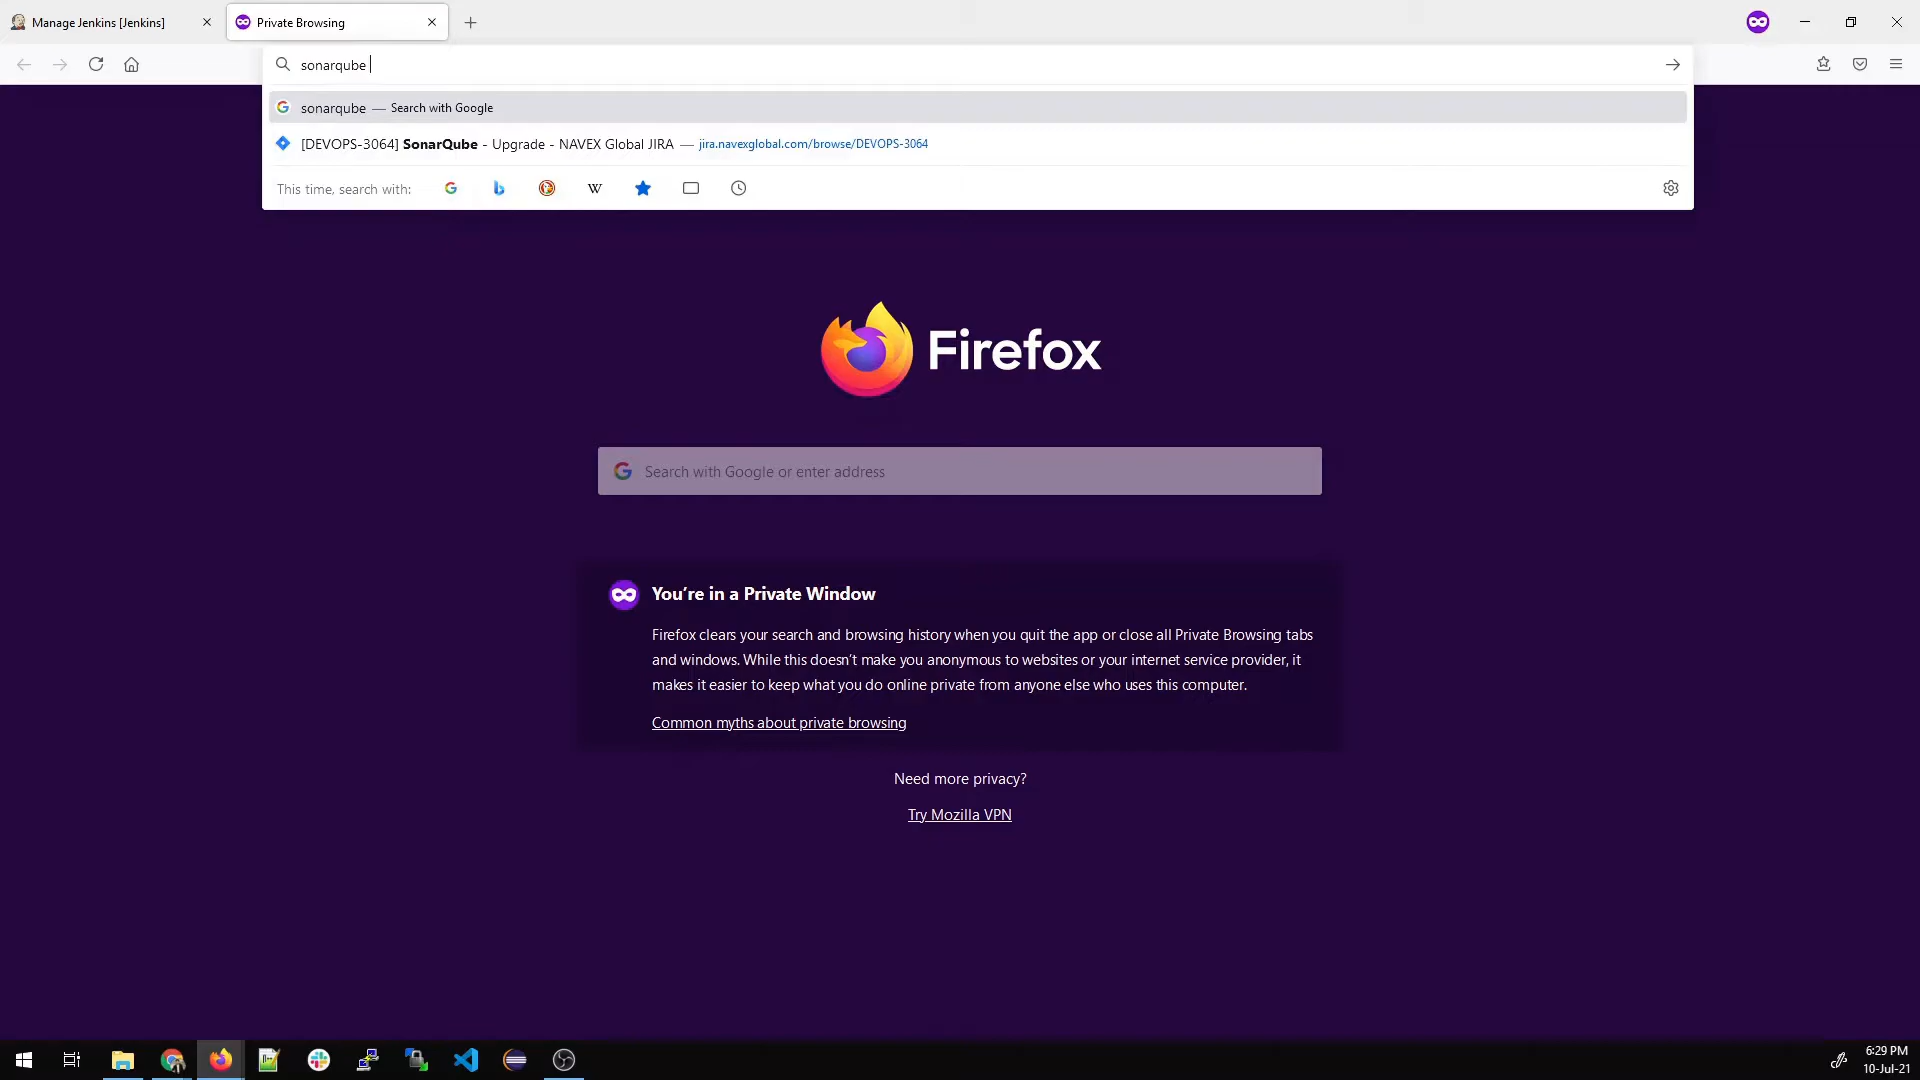 Manage Jenkins [Jenkins]
Private Browsing
sonarqube
sonarqube — Search with Google
[DEVOPS-3064] SonarQube - Upgrade - NAVEX Global JIRA — jira.navexglobal.com/browse/DEVOPS-3064
This time, search with:
Firefox
Search with Google or enter address
You’re in a Private Window
Firefox clears your search and browsing history when you quit the app or close all Private Browsing tabs
and windows. While this doesn’t make you anonymous to websites or your internet service provider, it
makes it easier to keep what you do online private from anyone else who uses this computer.
Common myths about private browsing
Need more privacy?
Try Mozilla VPN
6:29 PM
10-Jul-21